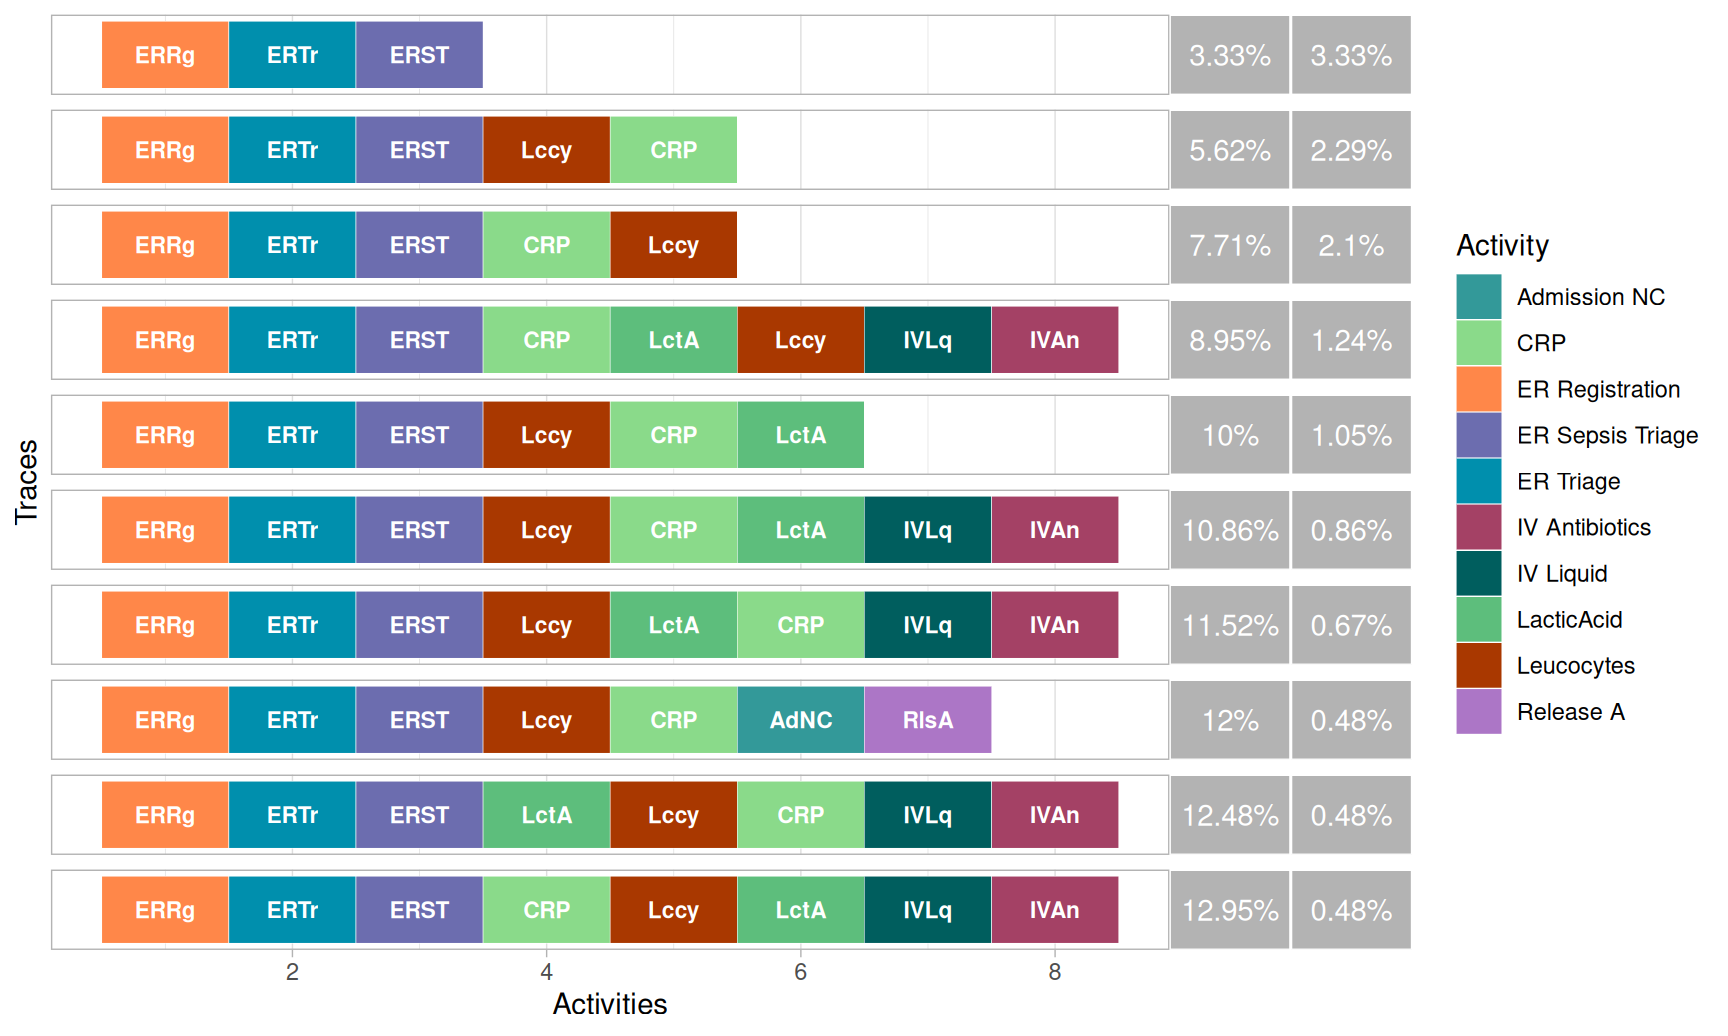 ERRg ERTr ERST 3.33% 3.33%
ERRg ERTr ERST Lccy CRP 5.62% 2.29%
ERRg ERTr ERST CRP Lccy 7.71% 2.1%
ERRg ERTr ERST CRP LctA Lccy IVLq IVAn 8.95% 1.24%
ERRg ERTr ERST Lccy CRP LctA 10% 1.05%
ERRg ERTr ERST Lccy CRP LctA IVLq IVAn 10.86% 0.86%
ERRg ERTr ERST Lccy LctA CRP IVLq IVAn 11.52% 0.67%
ERRg ERTr ERST Lccy CRP AdNC RlsA 12% 0.48%
ERRg ERTr ERST LctA Lccy CRP IVLq IVAn 12.48% 0.48%
ERRg ERTr ERST CRP Lccy LctA IVLq IVAn 12.95% 0.48%
2 4 6 8
Activities
Traces
Activity
Admission NC
CRP
ER Registration
ER Sepsis Triage
ER Triage
IV Antibiotics
IV Liquid
LacticAcid
Leucocytes
Release A